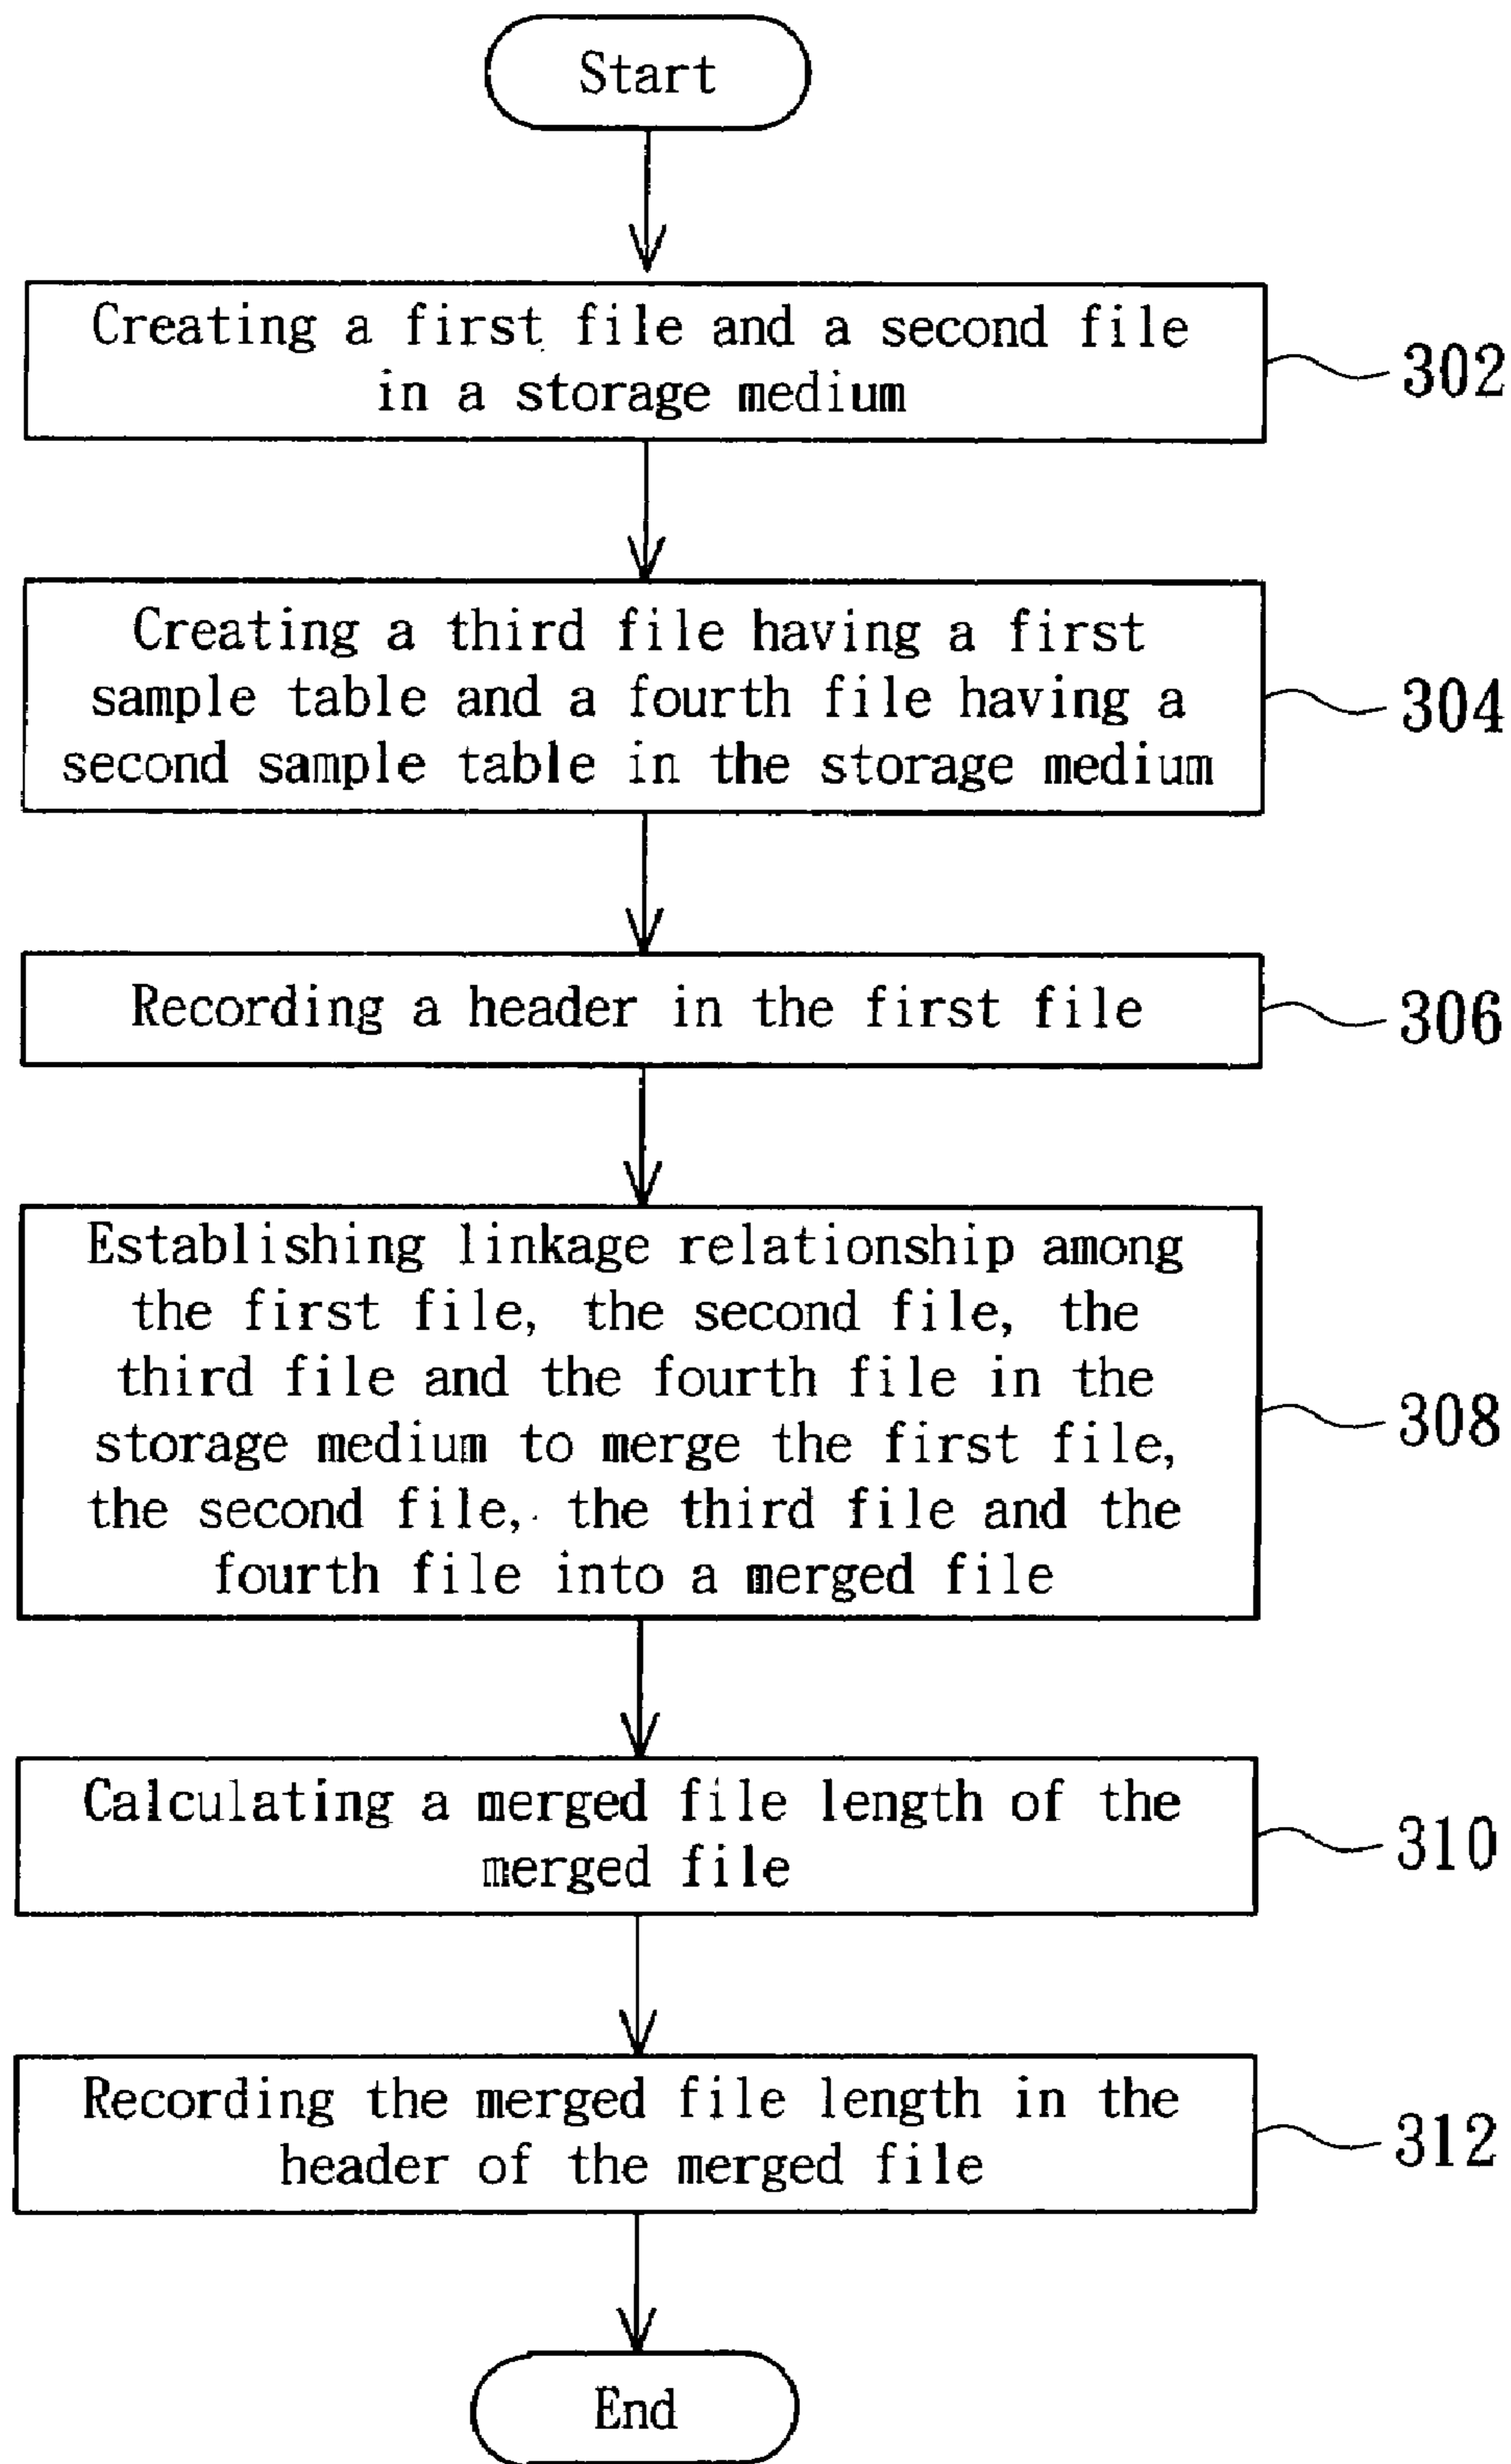 Start
Creating a first file and a second file
in a storage medium
302
Creating a third file having a first
sample table and a fourth file having a
second sample table in the storage medium
304
Recording a header in the first file
306
Establishing linkage relationship among
the first file, the second file, the
third file and the fourth file in the
storage medium to merge the first file,
the second file, the third file and the
fourth file into a merged file
308
Calculating a merged file length of the
merged file
310
Recording the merged file length in the
header of the merged file
312
End